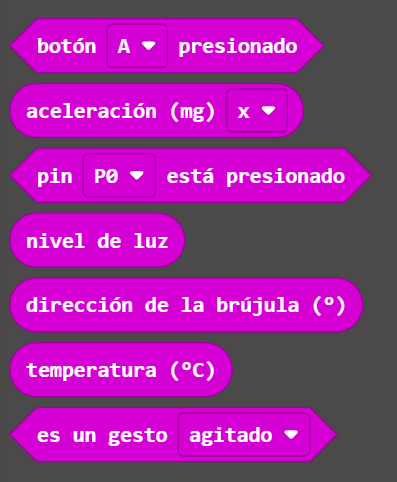 botón A presionado
aceleración (mg) x
pin P0 está presionado
nivel de luz
dirección de la brújula (º)
temperatura (ºC)
es un gesto agitado